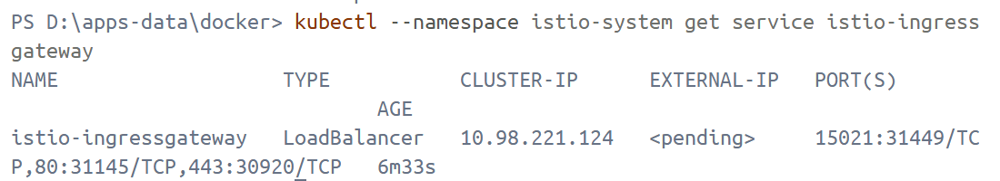 PS D:\apps-data\docker> kubectl --namespace istio-system get service istio-ingress
gateway
NAME                   TYPE           CLUSTER-IP      EXTERNAL-IP   PORT(S)
                               AGE
istio-ingressgateway   LoadBalancer   10.98.221.124   <pending>     15021:31449/TC
P,80:31145/TCP,443:30920/TCP   6m33s